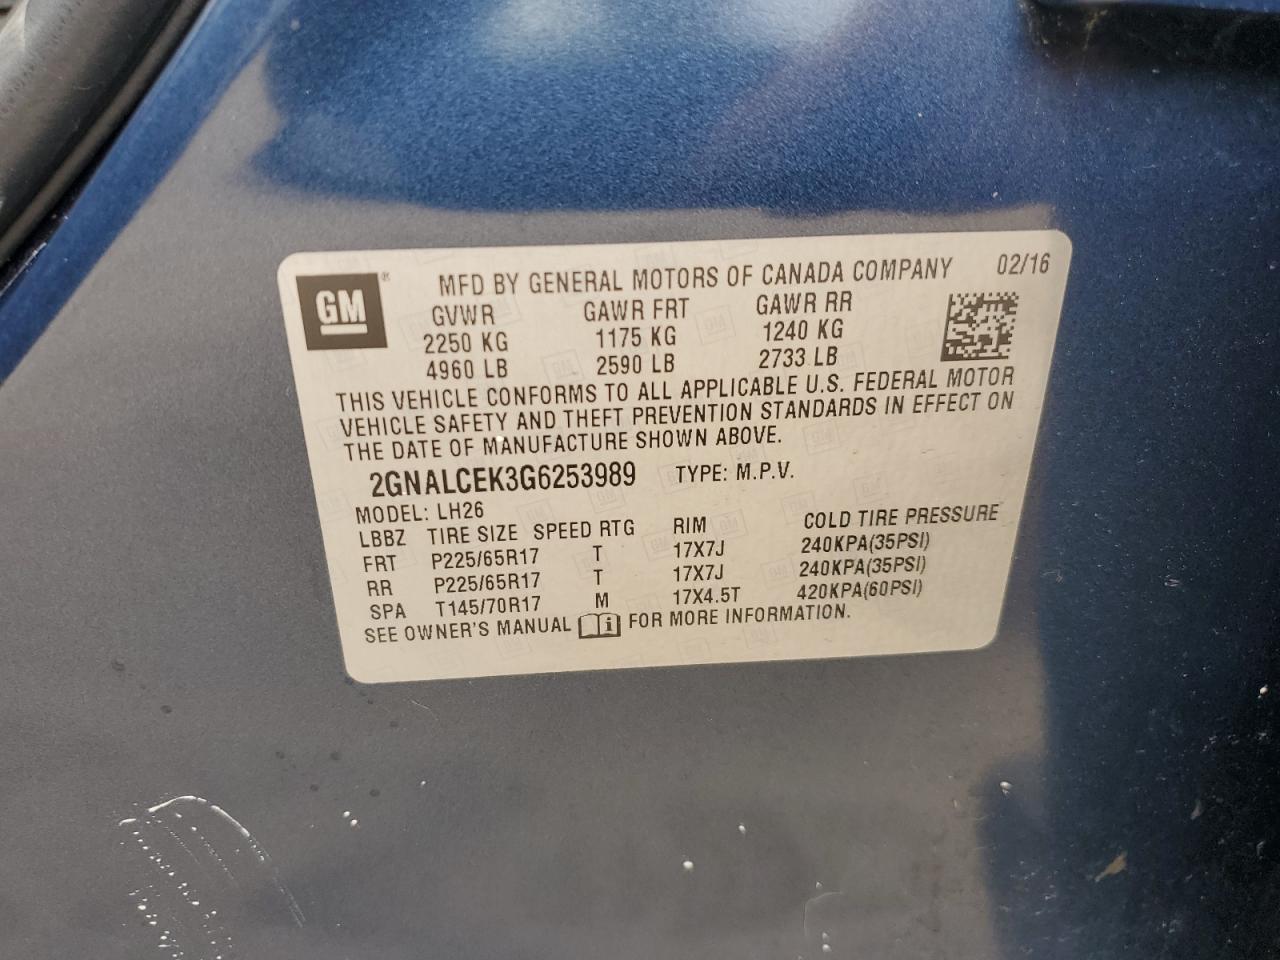 GM ®
MFD BY GENERAL MOTORS OF CANADA COMPANY 02/16
GVWR GAWR FRT GAWR RR
2250 KG 1175 KG 1240 KG
4960 LB 2590 LB 2733 LB
THIS VEHICLE CONFORMS TO ALL APPLICABLE U.S. FEDERAL MOTOR
VEHICLE SAFETY AND THEFT PREVENTION STANDARDS IN EFFECT ON
THE DATE OF MANUFACTURE SHOWN ABOVE.
2GNALCEK3G6253989 TYPE: M.P.V.
MODEL: LH26
LBBZ TIRE SIZE SPEED RTG RIM COLD TIRE PRESSURE
FRT P225/65R17 T 17X7J 240KPA(35PSI)
RR P225/65R17 T 17X7J 240KPA(35PSI)
SPA T145/70R17 M 17X4.5T 420KPA(60PSI)
SEE OWNER'S MANUAL i FOR MORE INFORMATION.